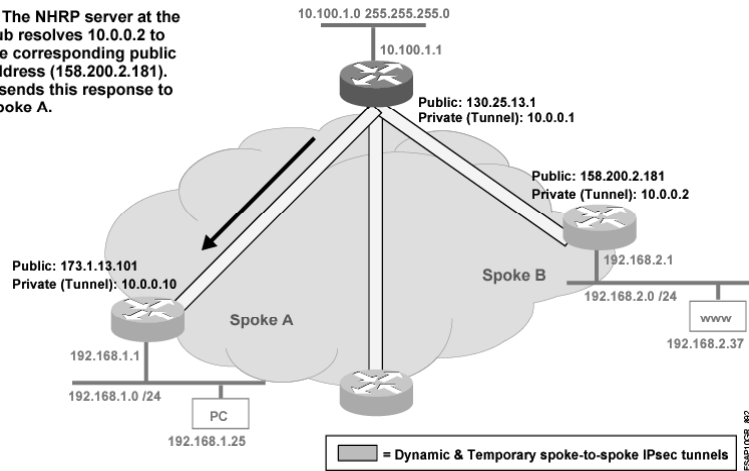 The NHRP server at the
resolves 10.0.0.2 to
corresponding public
(158.200.2.181).
sends this response to
A.
10.100.1.0 255.255.255.0
10.100.1.1
Public: 130.25.13.1
Private (Tunnel): 10.0.0.1
Public: 158.200.2.181
Private (Tunnel): 10.0.0.2
192.168.2.1
Spoke B
192.168.2.0 /24
www
192.168.2.37
Public: 173.1.13.101
Private (Tunnel): 10.0.0.10
Spoke A
192.168.1.1
192.168.1.0 /24
PC
192.168.1.25
= Dynamic & Temporary spoke-to-spoke IPsec tunnels